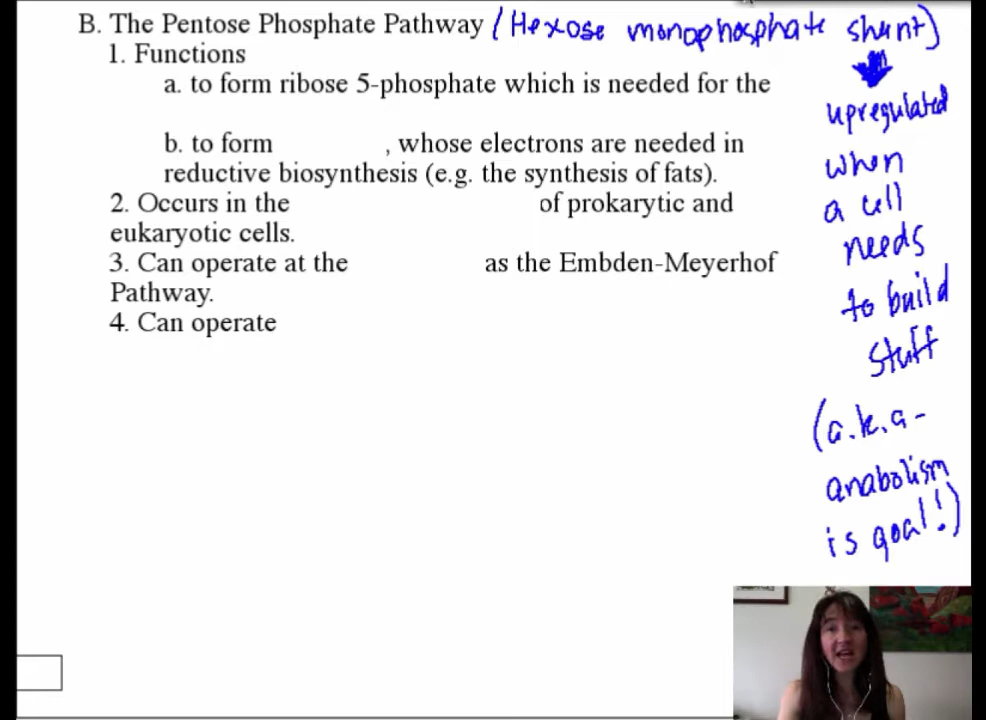 B. The Pentose Phosphate Pathway (Hexose monophosphate shunt)
1. Functions
a. to form ribose 5-phosphate which is needed for the
b. to form , whose electrons are needed in
reductive biosynthesis (e.g. the synthesis of fats).
2. Occurs in the of prokarytic and
eukaryotic cells.
3. Can operate at the as the Embden-Meyerhof
Pathway.
4. Can operate
upregulated
when
a cell
needs
to build
stuff
(a.k.a-
anabolism
is goal!)